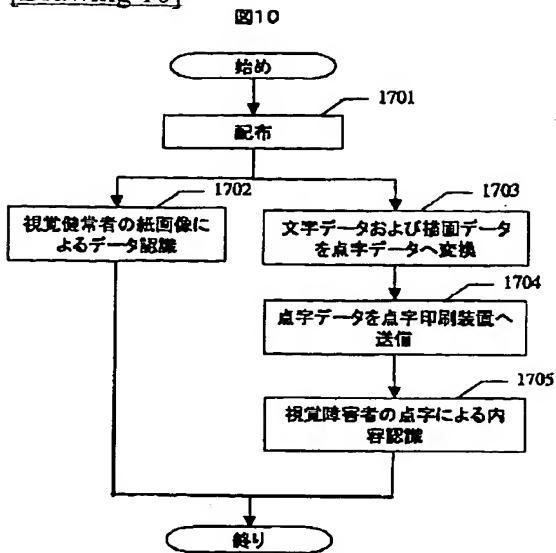 [Drawing 10]
図10
始め
1701
配布
1702
視覚健常者の紙画像に
よるデータ認識
1703
文字データおよび描画データ
を点字データへ変換
1704
点字データを点字印刷装置へ
送信
1705
視覚障害者の点字による内
容認識
終り